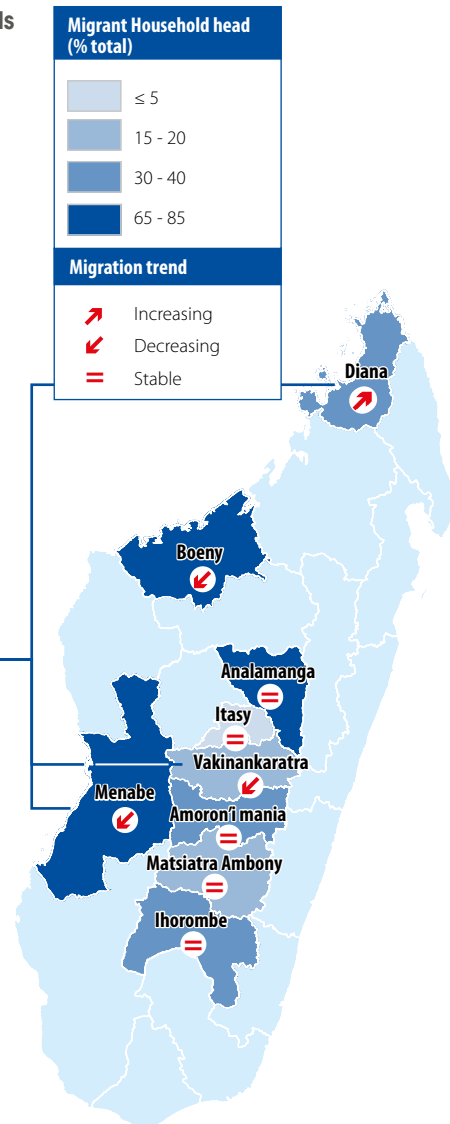 ls
Migrant Household head
(% total)
≤ 5
15 - 20
30 - 40
65 - 85
Migration trend
Increasing
Decreasing
Stable
Diana
Boeny
Analamanga
Itasy
Vakinankaratra
Menabe
Amoron’i mania
Matsiatra Ambony
Ihorombe